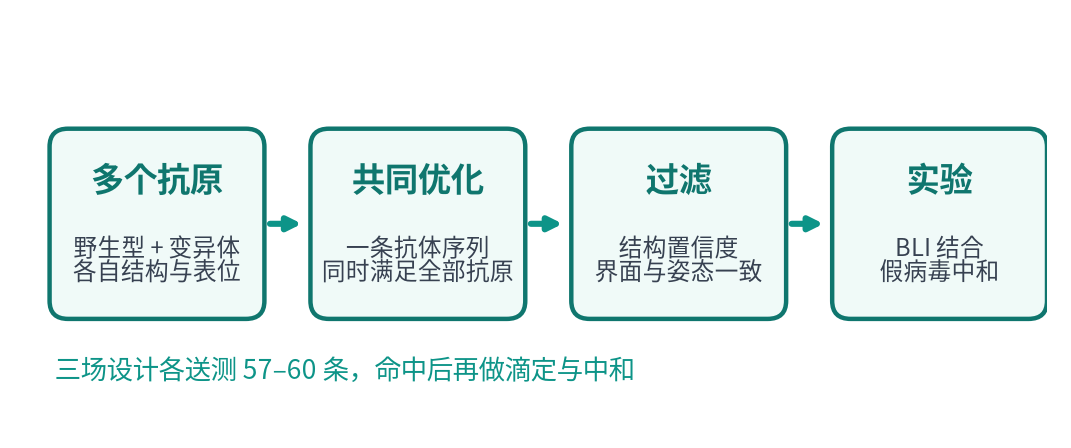 多个抗原
野生型 + 变异体
各自结构与表位
共同优化
一条抗体序列
同时满足全部抗原
过滤
结构置信度
界面与姿态一致
实验
BLI 结合
假病毒中和
三场设计各送测 57–60 条，命中后再做滴定与中和